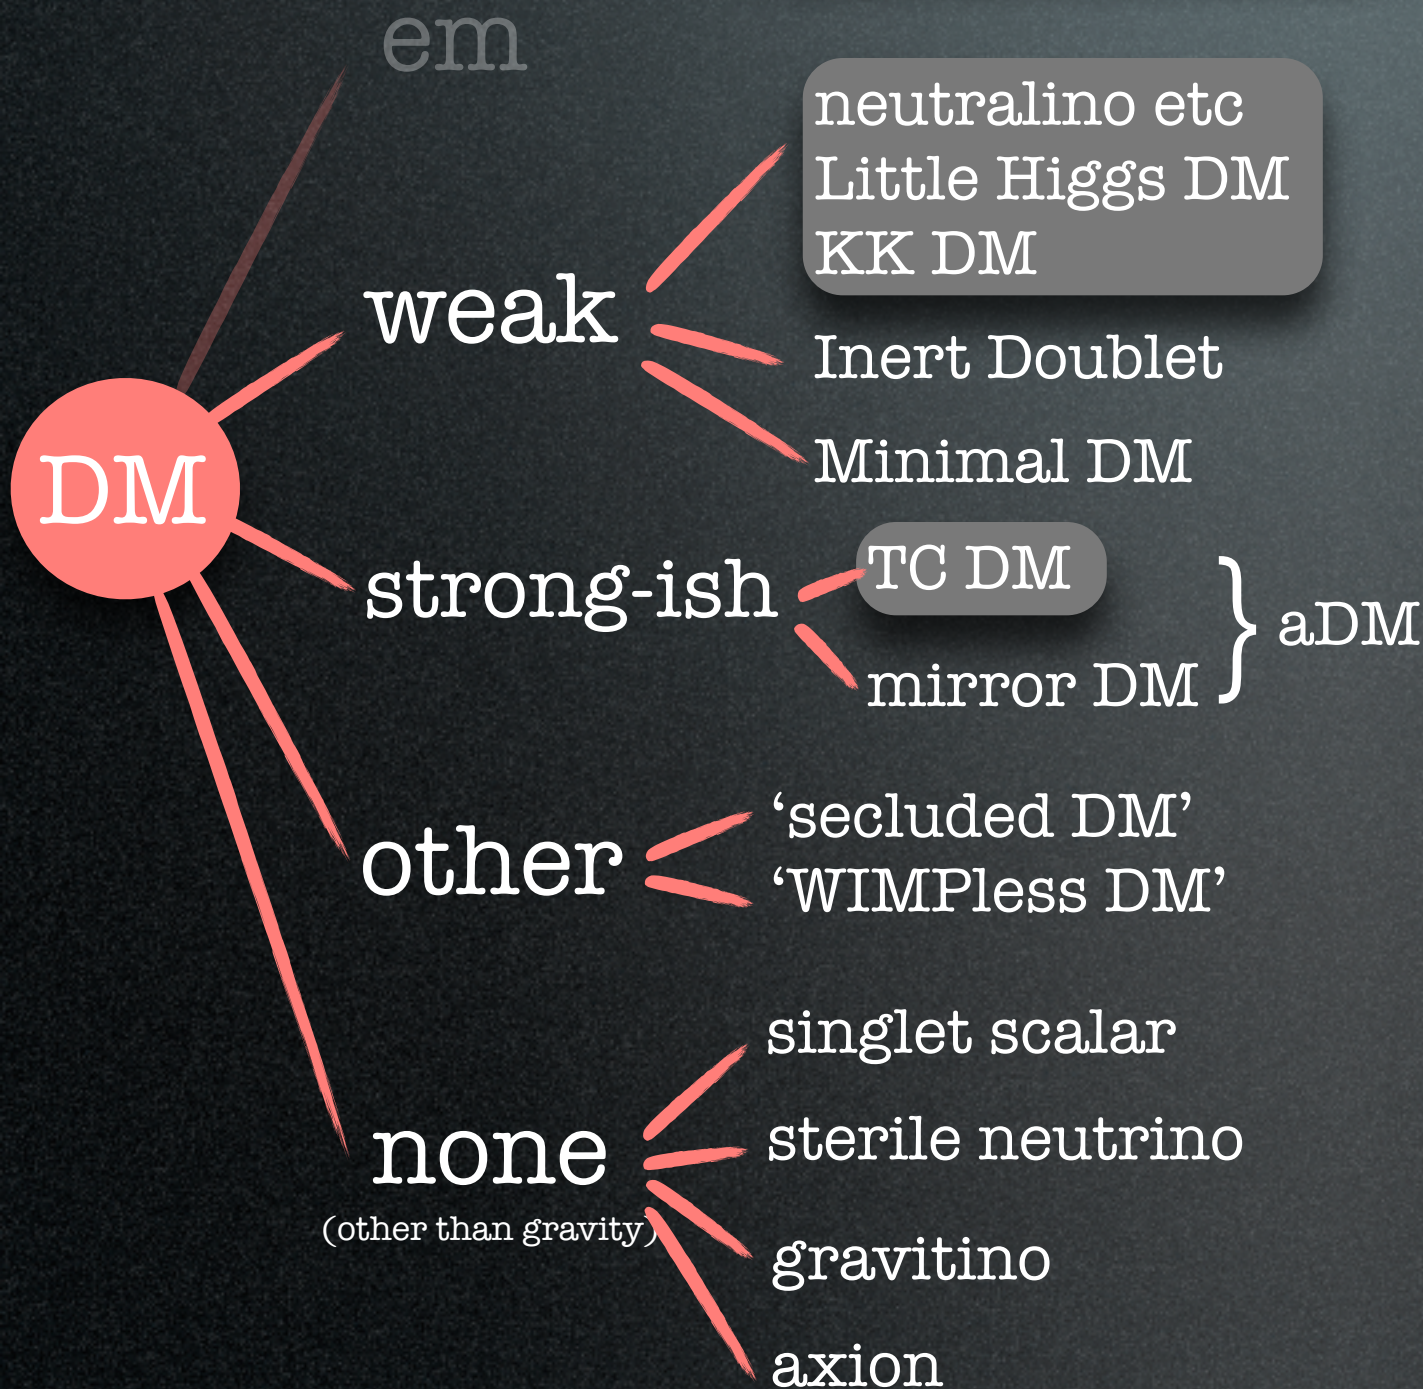 em
neutralino etc
Little Higgs DM
KK DM
weak
Inert Doublet
Minimal DM
DM
TC DM
strong-ish
mirror DM
} aDM
‘secluded DM’
other
‘WIMPless DM’
singlet scalar
sterile neutrino
none
(other than gravity)
gravitino
axion